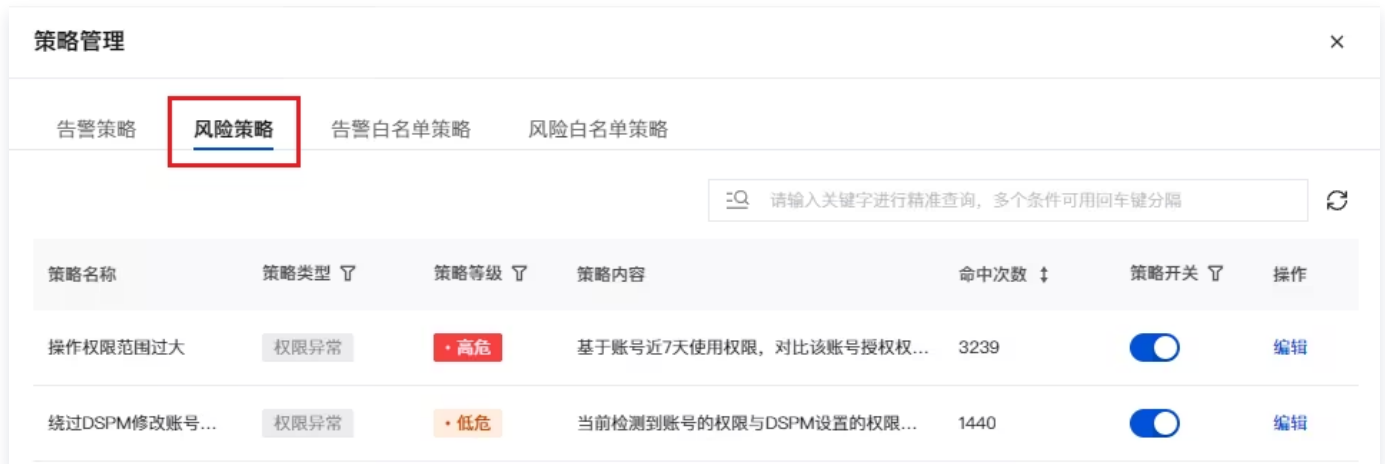 策略管理
告警策略 风险策略 告警白名单策略 风险白名单策略
请输入关键字进行精准查询，多个条件可用回车键分隔
策略名称 策略类型 策略等级 策略内容 命中次数 策略开关 操作
操作权限范围过大 权限异常 高危 基于账号近7天使用权限，对比该账号授权权... 3239 编辑
绕过DSPM修改账号... 权限异常 低危 当前检测到账号的权限与DSPM设置的权限... 1440 编辑